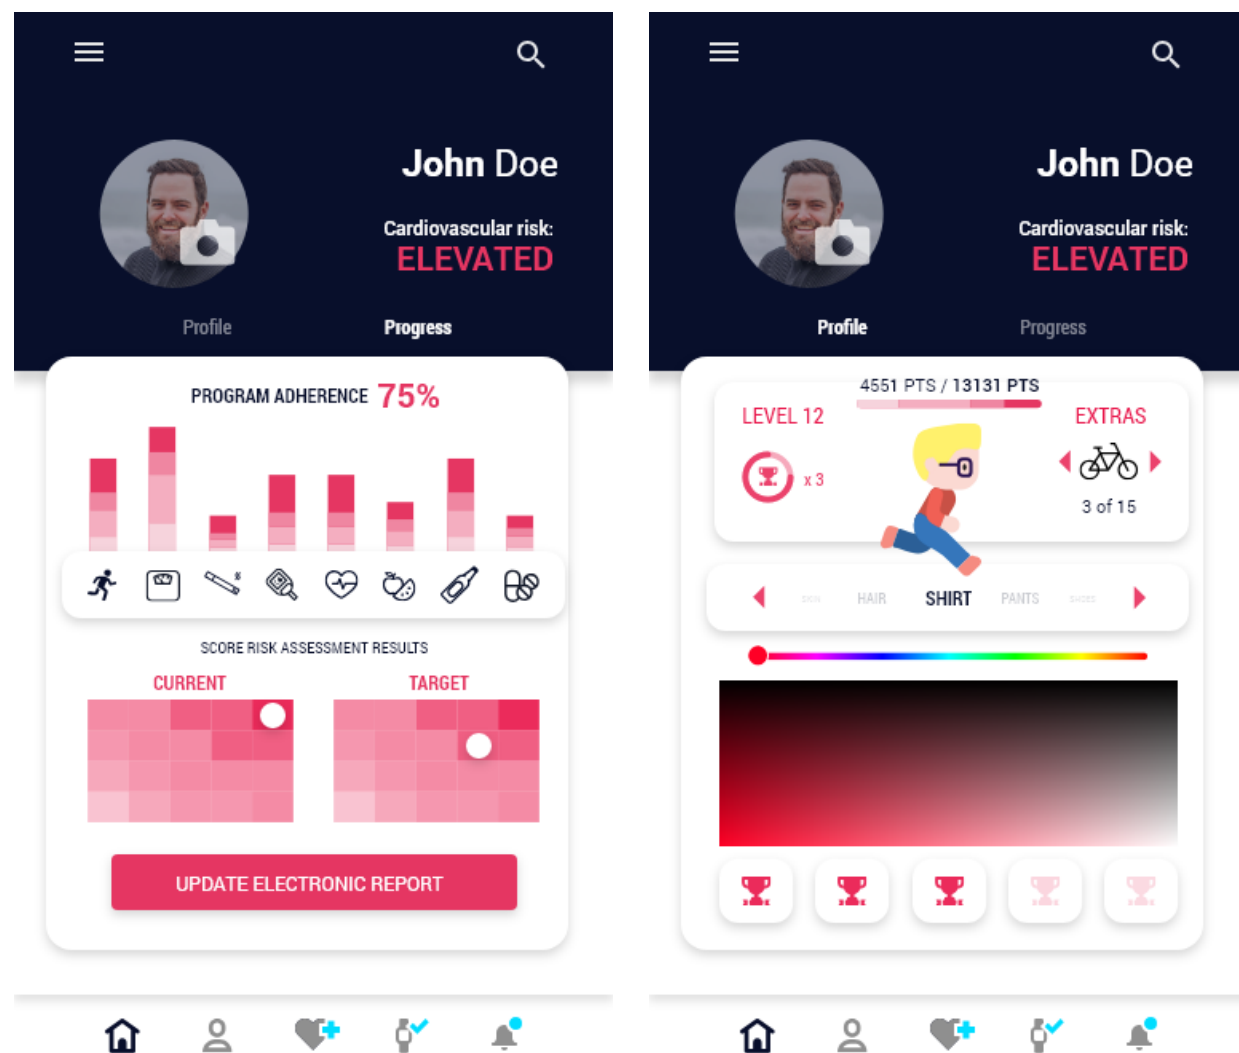 John Doe
Cardiovascular risk:
ELEVATED
Profile
Progress
PROGRAM ADHERENCE 75%
SCORE RISK ASSESSMENT RESULTS
CURRENT
TARGET
UPDATE ELECTRONIC REPORT
John Doe
Cardiovascular risk:
ELEVATED
Profile
Progress
4551 PTS / 13131 PTS
LEVEL 12
EXTRAS
x 3
3 of 15
SKIN HAIR SHIRT PANTS SHOES